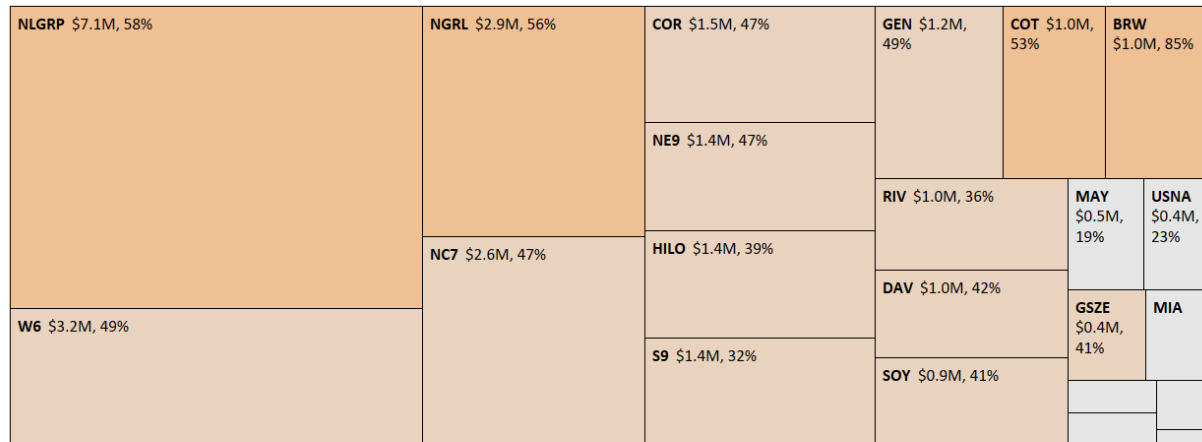 NLGRP $7.1M, 58%
NGRL $2.9M, 56%
COR $1.5M, 47%
GEN $1.2M,
49%
COT $1.0M,
53%
BRW
$1.0M, 85%
NE9 $1.4M, 47%
RIV $1.0M, 36%
MAY
$0.5M,
19%
USNA
$0.4M,
23%
NC7 $2.6M, 47%
HILO $1.4M, 39%
DAV $1.0M, 42%
GSZE
$0.4M,
41%
MIA
W6 $3.2M, 49%
S9 $1.4M, 32%
SOY $0.9M, 41%